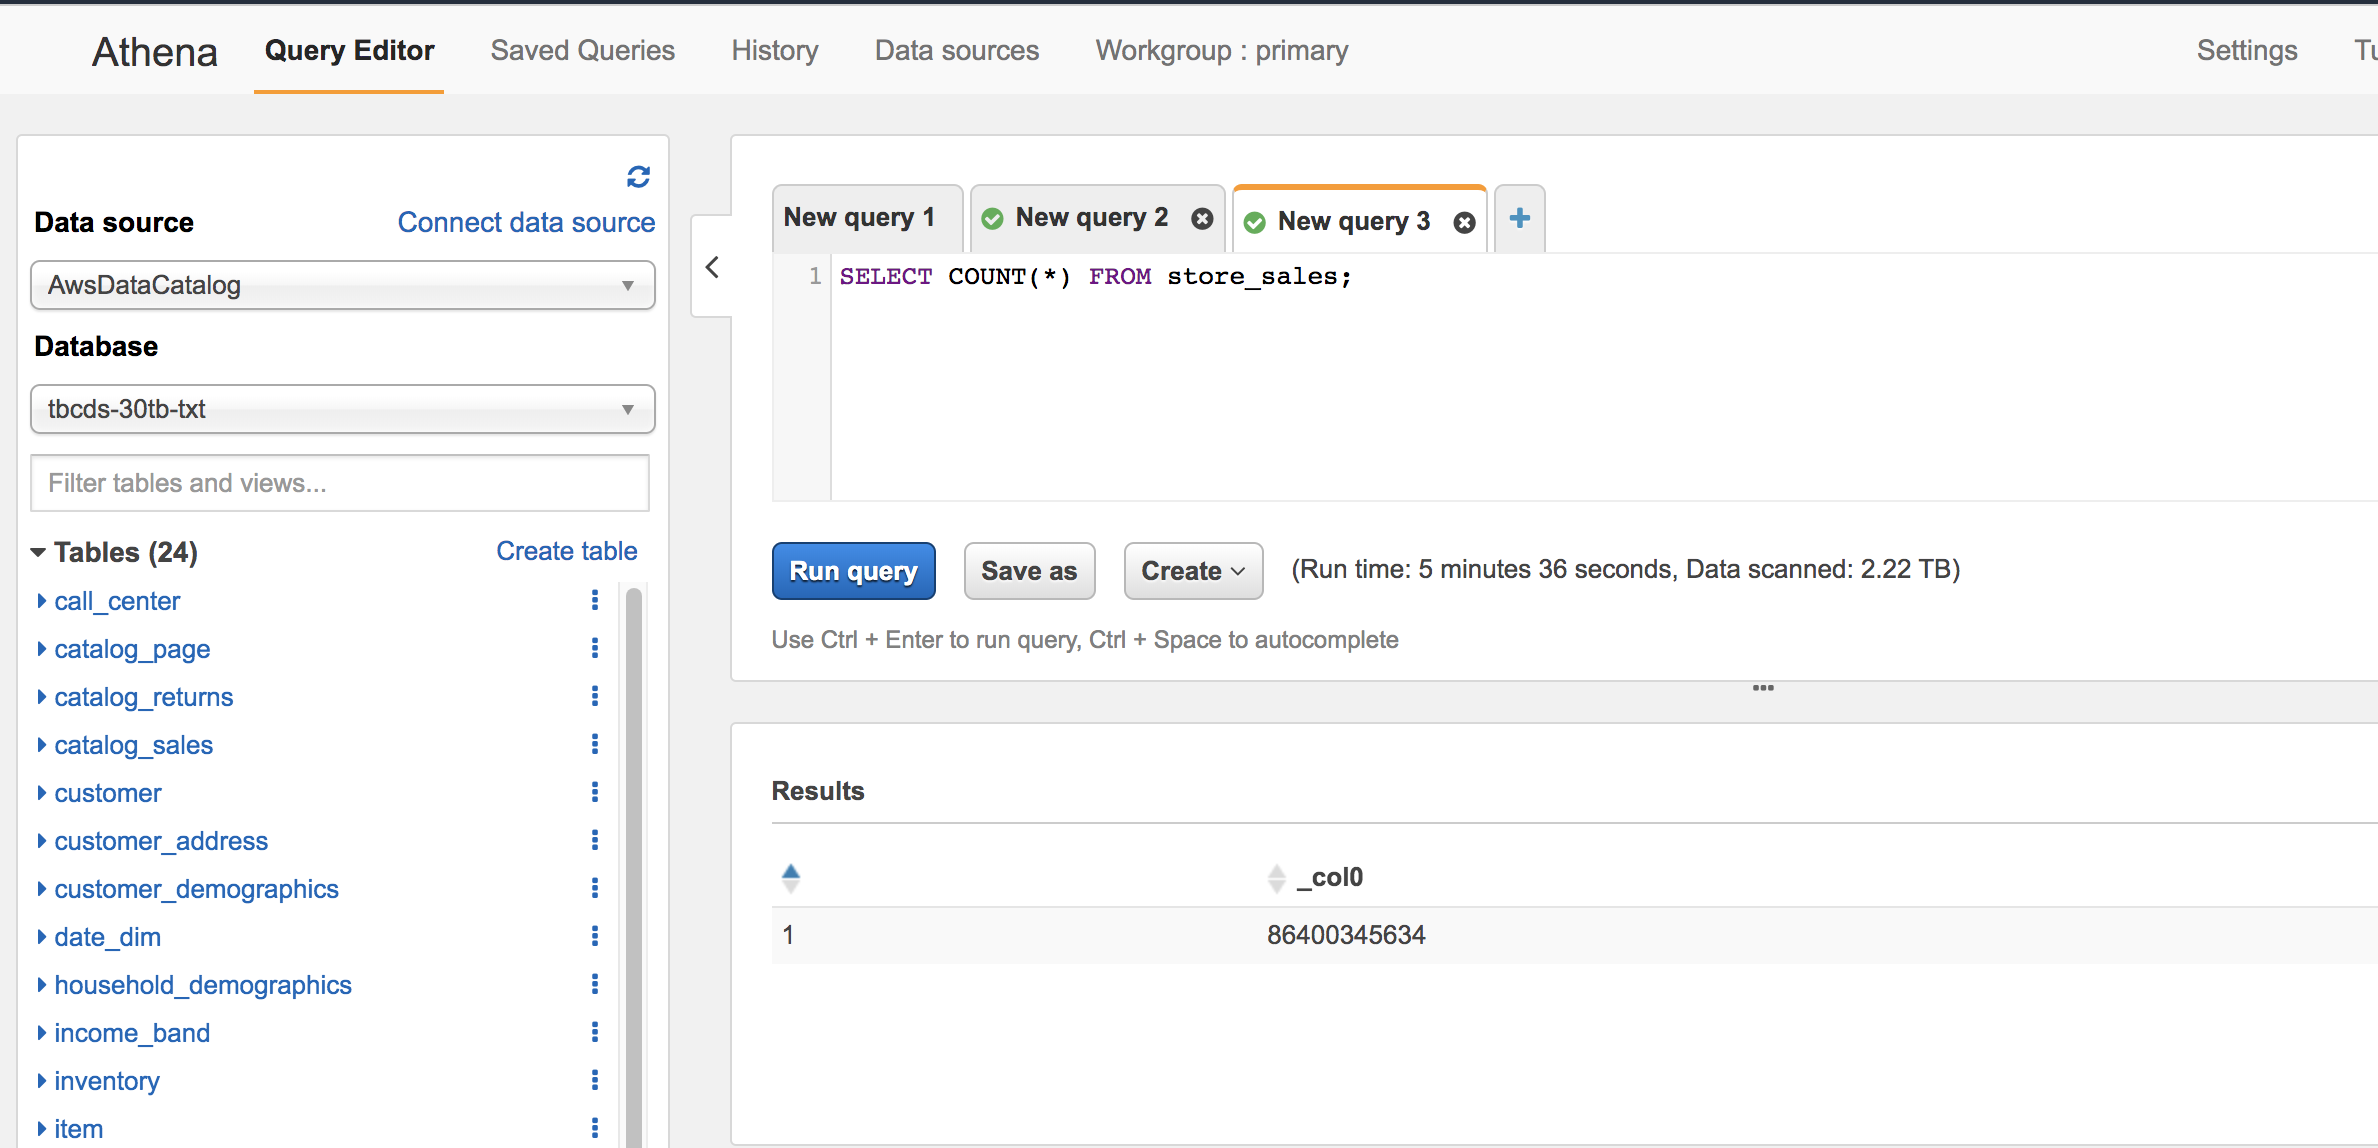 Athena Query Editor Saved Queries History Data sources Workgroup : primary Settings
Data source Connect data source
AwsDataCatalog
Database
tbcds-30tb-txt
Filter tables and views...
Tables (24) Create table
call_center
catalog_page
catalog_returns
catalog_sales
customer
customer_address
customer_demographics
date_dim
household_demographics
income_band
inventory
item
New query 1 New query 2 New query 3
1 SELECT COUNT(*) FROM store_sales;
Run query Save as Create (Run time: 5 minutes 36 seconds, Data scanned: 2.22 TB)
Use Ctrl + Enter to run query, Ctrl + Space to autocomplete
Results
_col0
1 86400345634